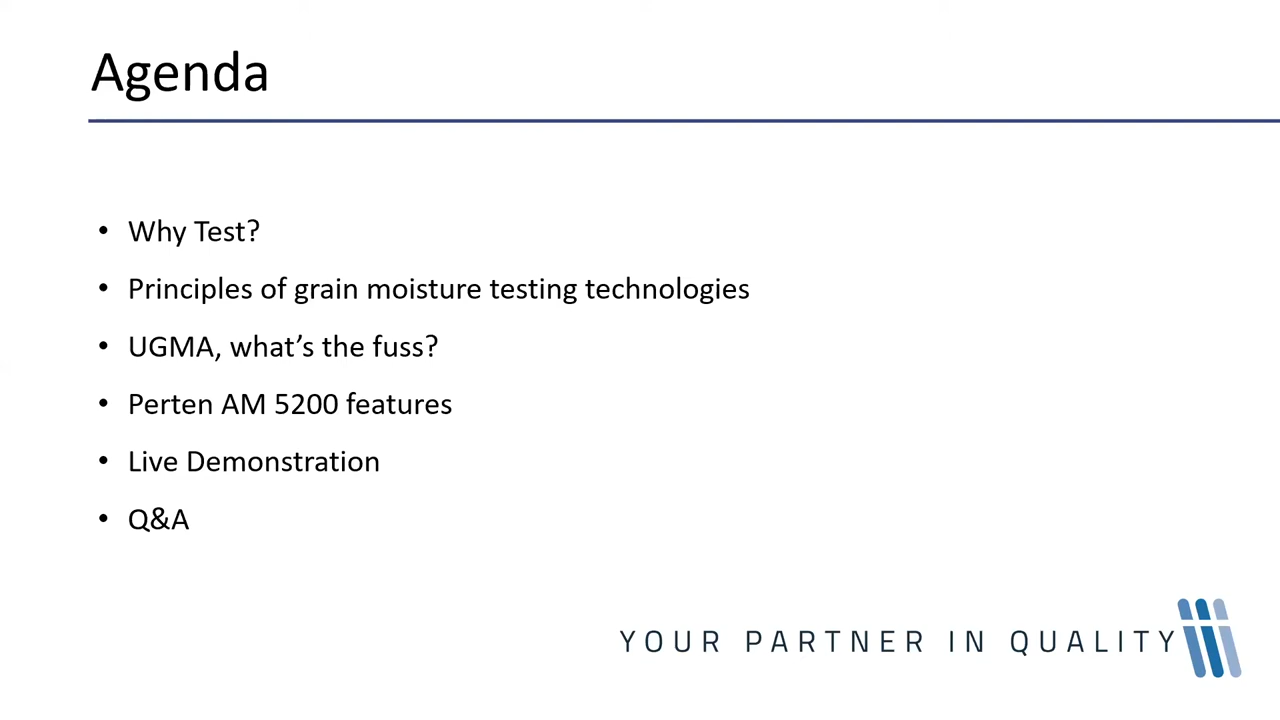 Agenda
• Why Test?
• Principles of grain moisture testing technologies
• UGMA, what’s the fuss?
• Perten AM 5200 features
• Live Demonstration
• Q&A
YOUR PARTNER IN QUALITY